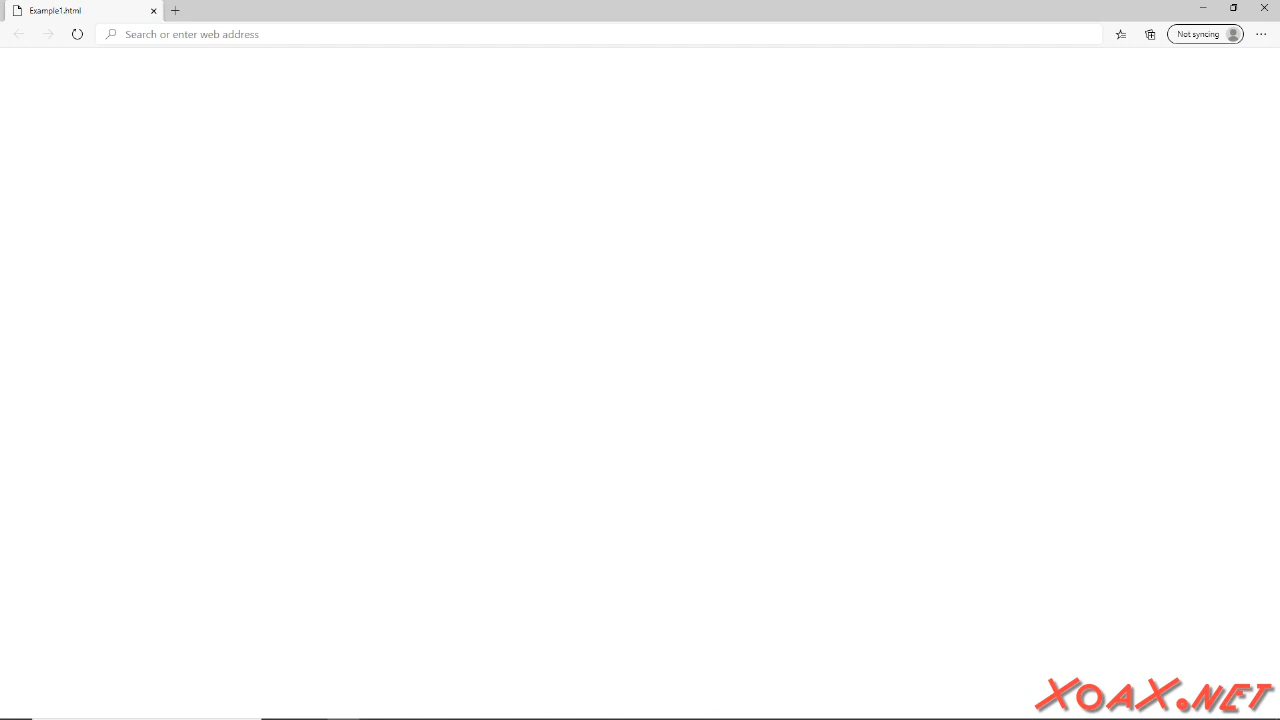 Example1.html
Search or enter web address
Not syncing
XOAX.NET